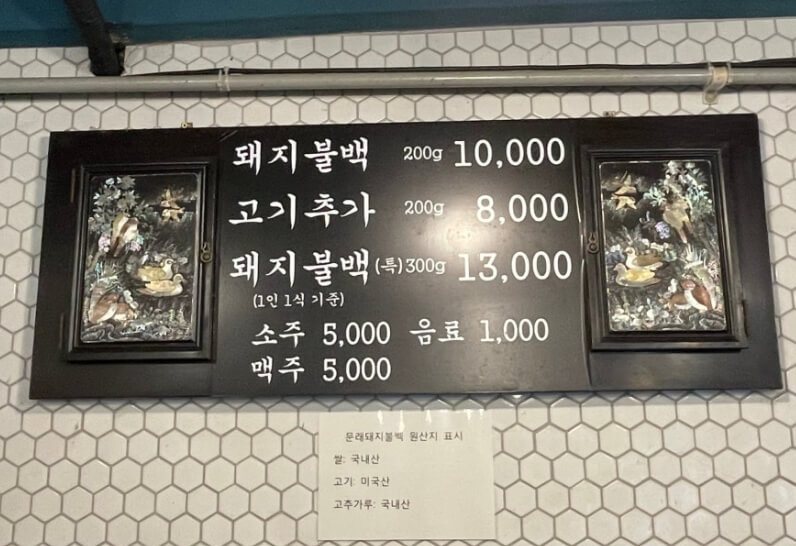 돼지불백 200g 10,000
고기추가 200g 8,000
돼지불백(특)300g 13,000
(1인 1식 기준)
소주 5,000 음료 1,000
맥주 5,000
문래돼지불백 원산지 표시
쌀: 국내산
고기: 미국산
고추가루: 국내산